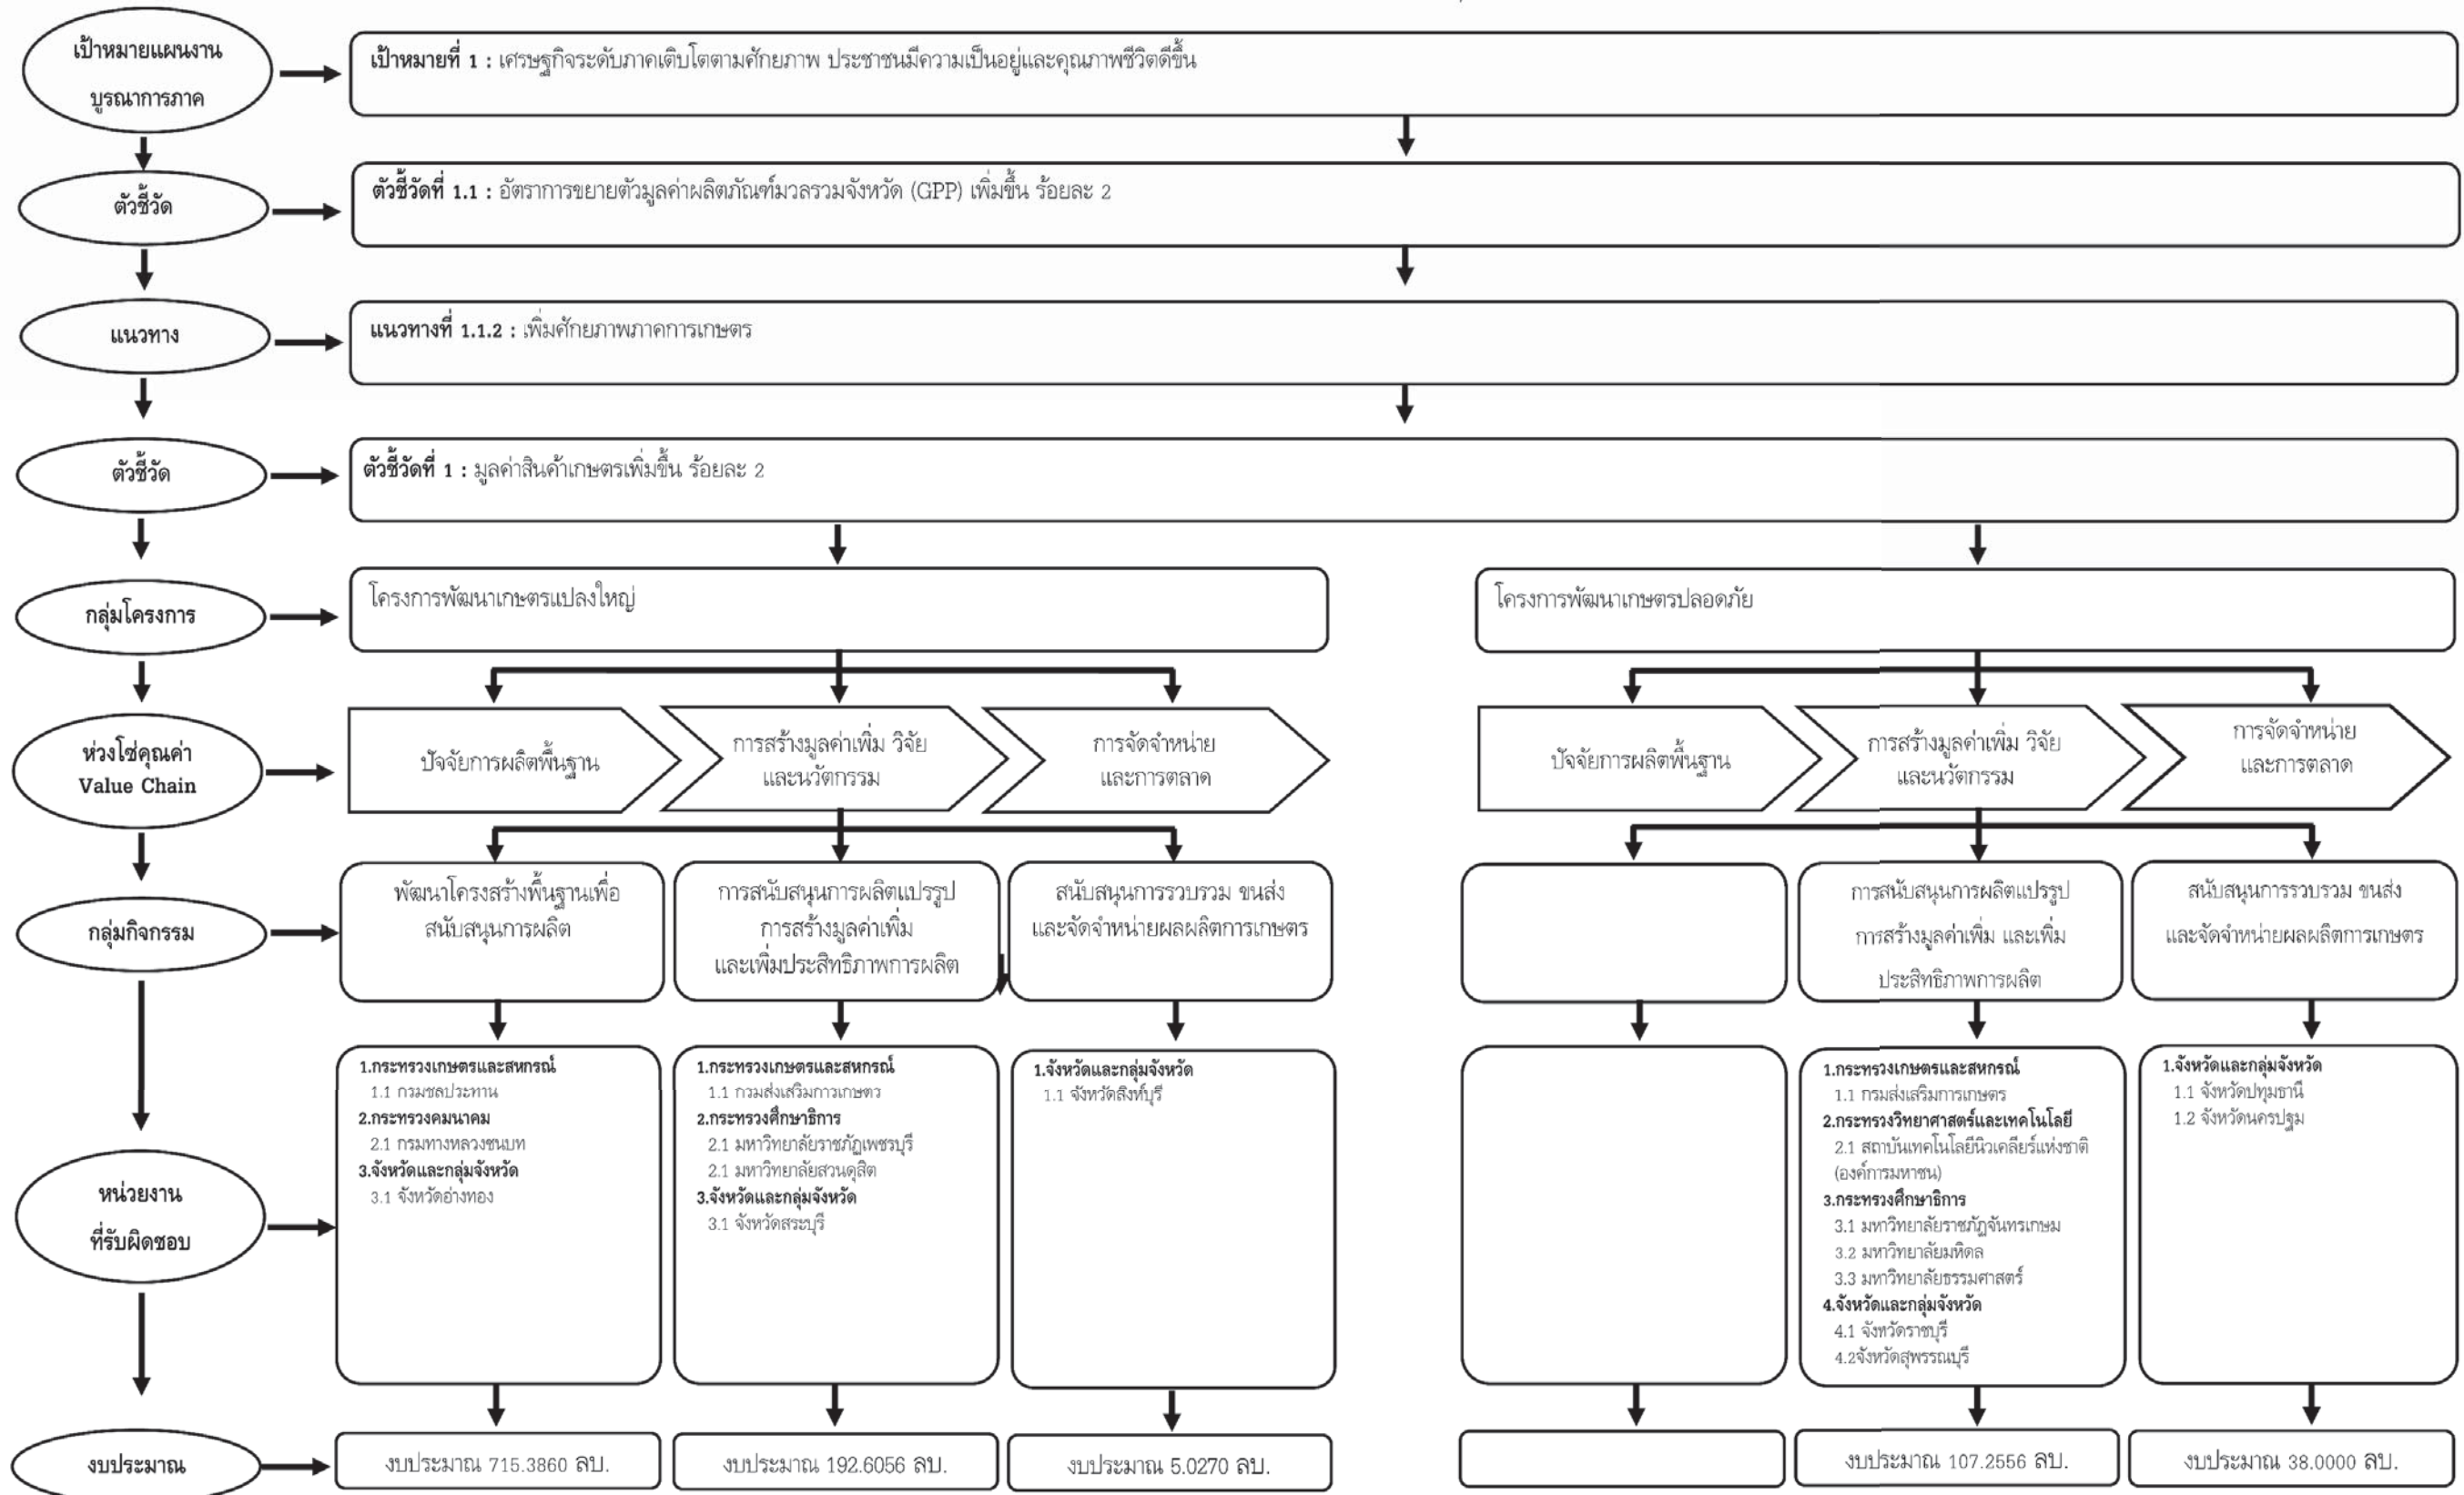 เป้าหมายแผนงาน
บูรณาการภาค
เป้าหมายที่ 1 : เศรษฐกิจระดับภาคเติบโตตามศักยภาพ ประชาชนมีความเป็นอยู่และคุณภาพชีวิตดีขึ้น
ตัวชี้วัด
ตัวชี้วัดที่ 1.1 : อัตราการขยายตัวมูลค่าผลิตภัณฑ์มวลรวมจังหวัด (GPP) เพิ่มขึ้น ร้อยละ 2
แนวทาง
แนวทางที่ 1.1.2 : เพิ่มศักยภาพภาคการเกษตร
ตัวชี้วัด
ตัวชี้วัดที่ 1 : มูลค่าสินค้าเกษตรเพิ่มขึ้น ร้อยละ 2
กลุ่มโครงการ
โครงการพัฒนาเกษตรแปลงใหญ่
โครงการพัฒนาเกษตรปลอดภัย
ห่วงโซ่คุณค่า
Value Chain
ปัจจัยการผลิตพื้นฐาน
การสร้างมูลค่าเพิ่ม วิจัย
และนวัตกรรม
การจัดจำหน่าย
และการตลาด
ปัจจัยการผลิตพื้นฐาน
การสร้างมูลค่าเพิ่ม วิจัย
และนวัตกรรม
การจัดจำหน่าย
และการตลาด
กลุ่มกิจกรรม
พัฒนาโครงสร้างพื้นฐานเพื่อ
สนับสนุนการผลิต
การสนับสนุนการผลิตแปรรูป
การสร้างมูลค่าเพิ่ม
และเพิ่มประสิทธิภาพการผลิต
สนับสนุนการรวบรวม ขนส่ง
และจัดจำหน่ายผลผลิตการเกษตร
การสนับสนุนการผลิตแปรรูป
การสร้างมูลค่าเพิ่ม และเพิ่ม
ประสิทธิภาพการผลิต
สนับสนุนการรวบรวม ขนส่ง
และจัดจำหน่ายผลผลิตการเกษตร
หน่วยงาน
ที่รับผิดชอบ
1.กระทรวงเกษตรและสหกรณ์
1.1 กรมชลประทาน
2.กระทรวงคมนาคม
2.1 กรมทางหลวงชนบท
3.จังหวัดและกลุ่มจังหวัด
3.1 จังหวัดอ่างทอง
1.กระทรวงเกษตรและสหกรณ์
1.1 กรมส่งเสริมการเกษตร
2.กระทรวงศึกษาธิการ
2.1 มหาวิทยาลัยราชภัฏเพชรบุรี
2.1 มหาวิทยาลัยสวนดุสิต
3.จังหวัดและกลุ่มจังหวัด
3.1 จังหวัดสระบุรี
1.จังหวัดและกลุ่มจังหวัด
1.1 จังหวัดสิงห์บุรี
1.กระทรวงเกษตรและสหกรณ์
1.1 กรมส่งเสริมการเกษตร
2.กระทรวงวิทยาศาสตร์และเทคโนโลยี
2.1 สถาบันเทคโนโลยีนิวเคลียร์แห่งชาติ
(องค์การมหาชน)
3.กระทรวงศึกษาธิการ
3.1 มหาวิทยาลัยราชภัฏจันทรเกษม
3.2 มหาวิทยาลัยมหิดล
3.3 มหาวิทยาลัยธรรมศาสตร์
4.จังหวัดและกลุ่มจังหวัด
4.1 จังหวัดราชบุรี
4.2จังหวัดสุพรรณบุรี
1.จังหวัดและกลุ่มจังหวัด
1.1 จังหวัดปทุมธานี
1.2 จังหวัดนครปฐม
งบประมาณ
งบประมาณ 715.3860 ลบ.
งบประมาณ 192.6056 ลบ.
งบประมาณ 5.0270 ลบ.
งบประมาณ 107.2556 ลบ.
งบประมาณ 38.0000 ลบ.